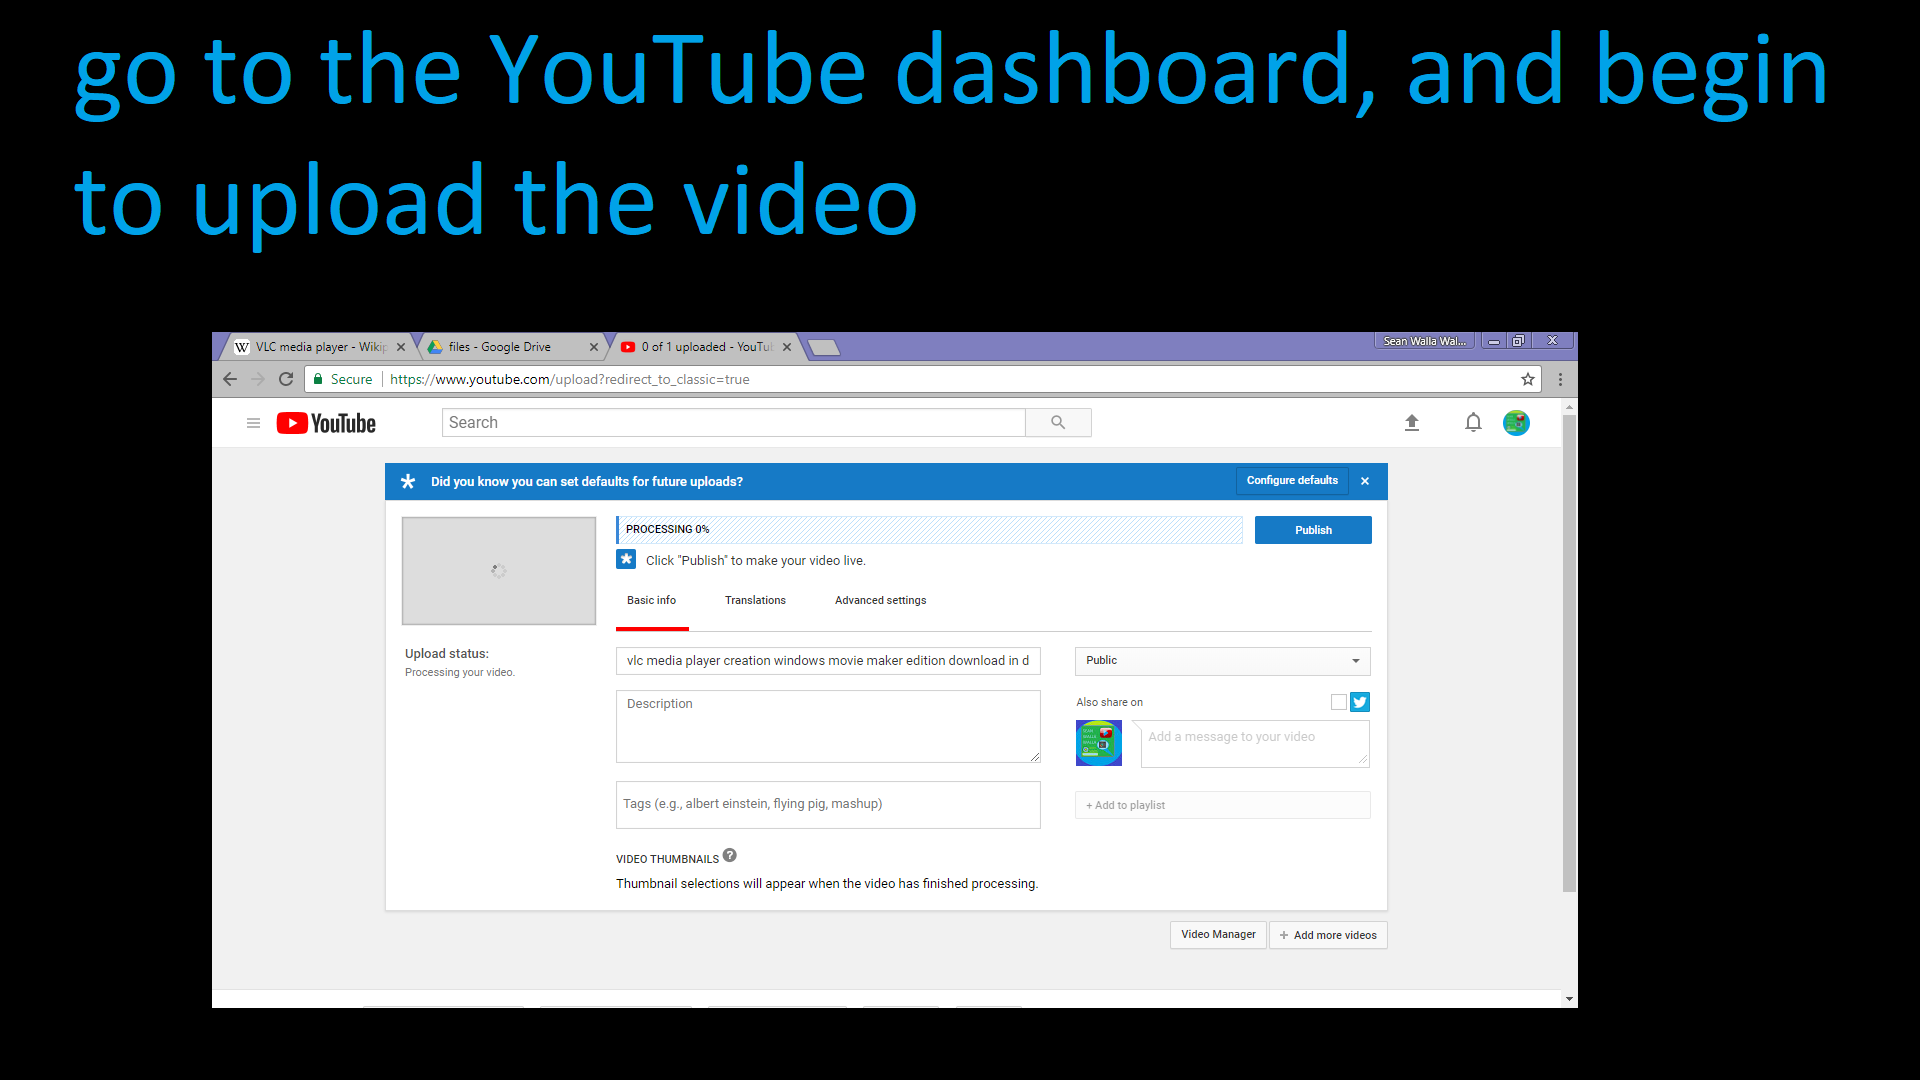 go to the YouTube dashboard, and begin
to upload the video
VLC media player - Wikip
files - Google Drive
0 of 1 uploaded - YouTub
Sean Walla Wal...
Secure
https://www.youtube.com/upload?redirect_to_classic=true
YouTube
Search
Did you know you can set defaults for future uploads?
Configure defaults
PROCESSING 0%
Publish
Click "Publish" to make your video live.
Basic info
Translations
Advanced settings
Upload status:
Processing your video.
vlc media player creation windows movie maker edition download in d
Public
Description
Also share on
Add a message to your video
Tags (e.g., albert einstein, flying pig, mashup)
+ Add to playlist
VIDEO THUMBNAILS ?
Thumbnail selections will appear when the video has finished processing.
Video Manager
+ Add more videos